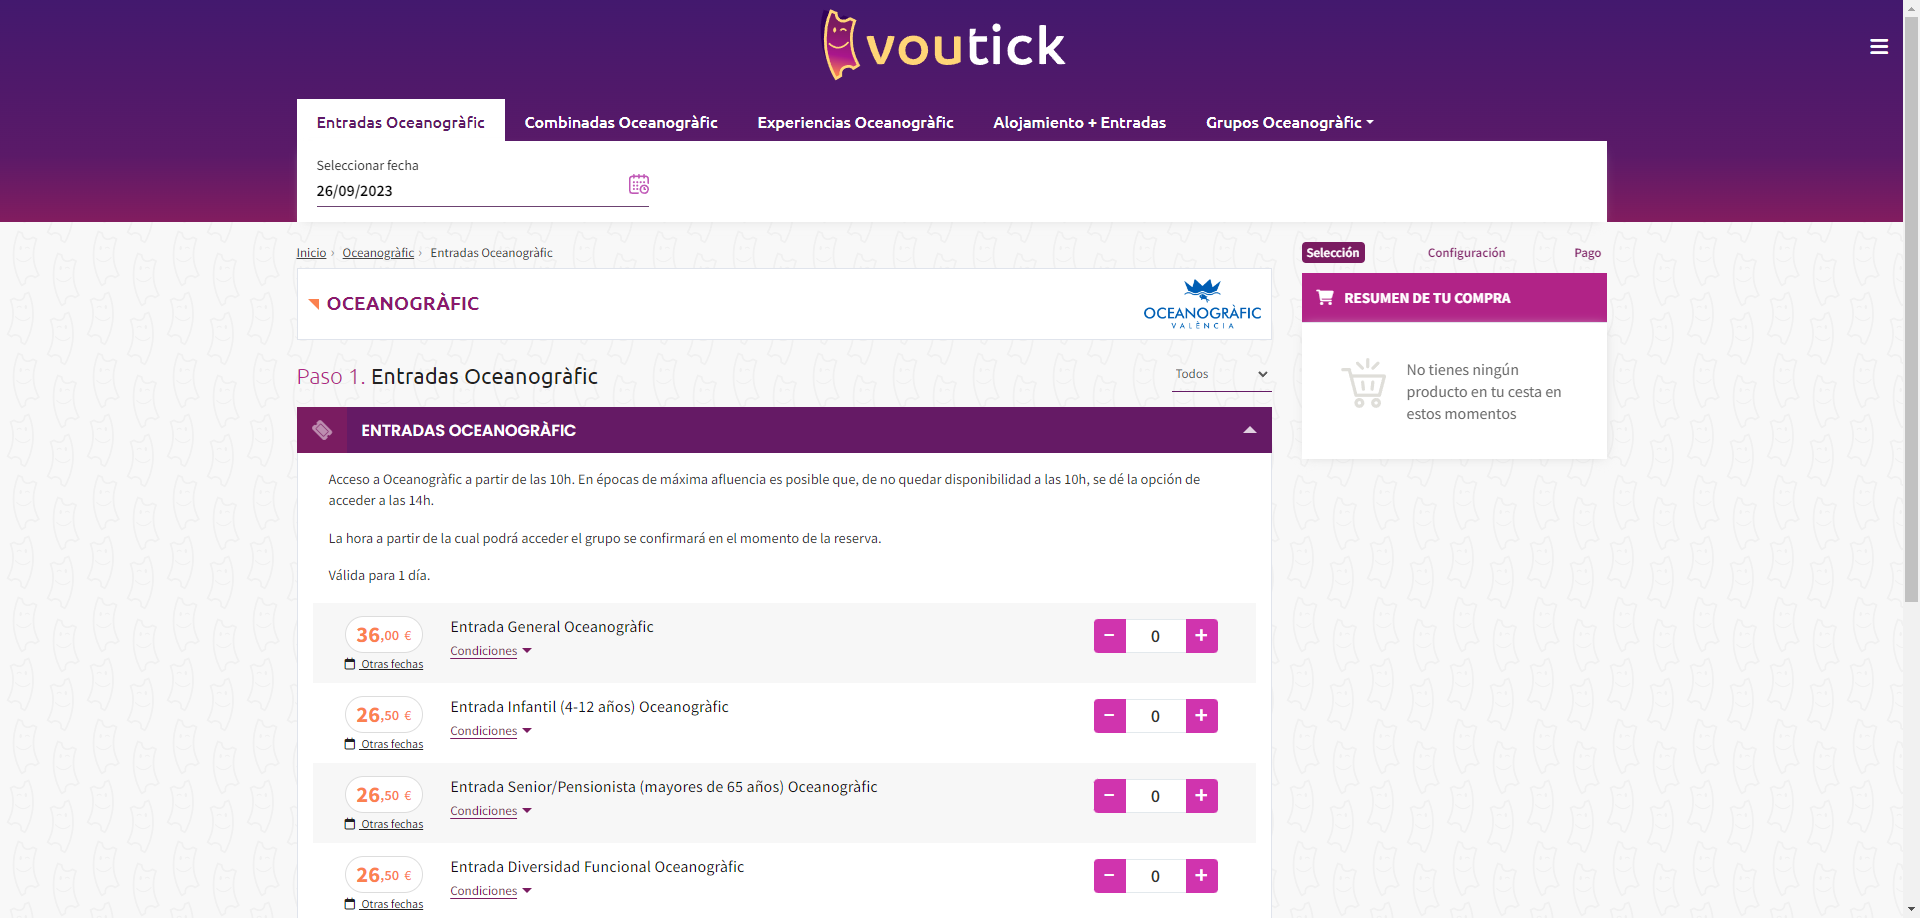 voutick
Entradas Oceanogràfic
Combinadas Oceanogràfic
Experiencias Oceanogràfic
Alojamiento + Entradas
Grupos Oceanogràfic
Seleccionar fecha
26/09/2023
Inicio › Oceanogràfic › Entradas Oceanogràfic
OCEANOGRÀFIC
OCEANOGRÀFIC
VALÈNCIA
Paso 1. Entradas Oceanogràfic
Todos
ENTRADAS OCEANOGRÀFIC
Acceso a Oceanogràfic a partir de las 10h. En épocas de máxima afluencia es posible que, de no quedar disponibilidad a las 10h, se dé la opción de
acceder a las 14h.
La hora a partir de la cual podrá acceder el grupo se confirmará en el momento de la reserva.
Válida para 1 día.
36,00 €
Otras fechas
Entrada General Oceanogràfic
Condiciones
− 0 +
26,50 €
Otras fechas
Entrada Infantil (4-12 años) Oceanogràfic
Condiciones
− 0 +
26,50 €
Otras fechas
Entrada Senior/Pensionista (mayores de 65 años) Oceanogràfic
Condiciones
− 0 +
26,50 €
Otras fechas
Entrada Diversidad Funcional Oceanogràfic
Condiciones
− 0 +
Selección
Configuración
Pago
RESUMEN DE TU COMPRA
No tienes ningún
producto en tu cesta en
estos momentos